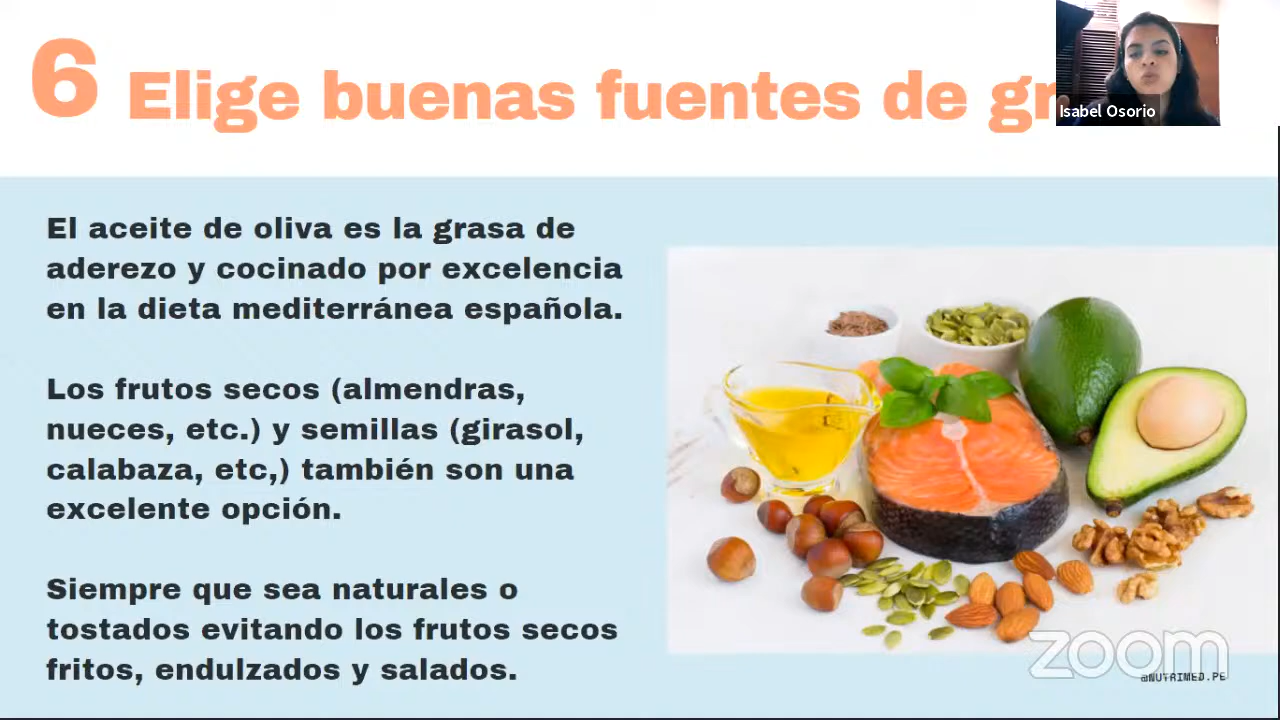 6 Elige buenas fuentes de
Isabel Osorio
El aceite de oliva es la grasa de
aderezo y cocinado por excelencia
en la dieta mediterránea española.
Los frutos secos (almendras,
nueces, etc.) y semillas (girasol,
calabaza, etc,) también son una
excelente opción.
Siempre que sea naturales o
tostados evitando los frutos secos
fritos, endulzados y salados.
zoom
@NUTRIMED.PE